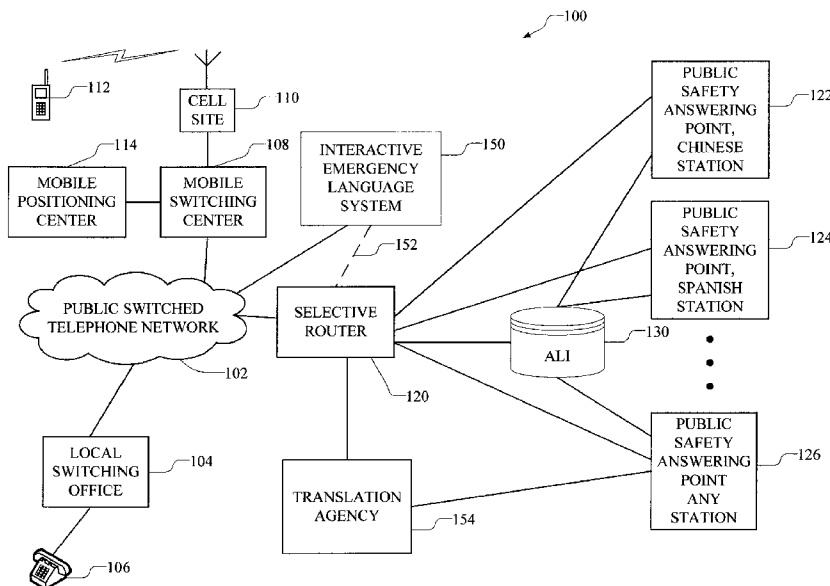 100
PUBLIC
SAFETY
ANSWERING
POINT,
CHINESE
STATION
122
112
CELL
SITE
110
114
108
150
MOBILE
POSITIONING
CENTER
MOBILE
SWITCHING
CENTER
INTERACTIVE
EMERGENCY
LANGUAGE
SYSTEM
PUBLIC
SAFETY
ANSWERING
POINT,
SPANISH
STATION
124
152
PUBLIC SWITCHED
TELEPHONE NETWORK
102
SELECTIVE
ROUTER
120
ALI
130
LOCAL
SWITCHING
OFFICE
104
TRANSLATION
AGENCY
154
PUBLIC
SAFETY
ANSWERING
POINT
ANY
STATION
126
106